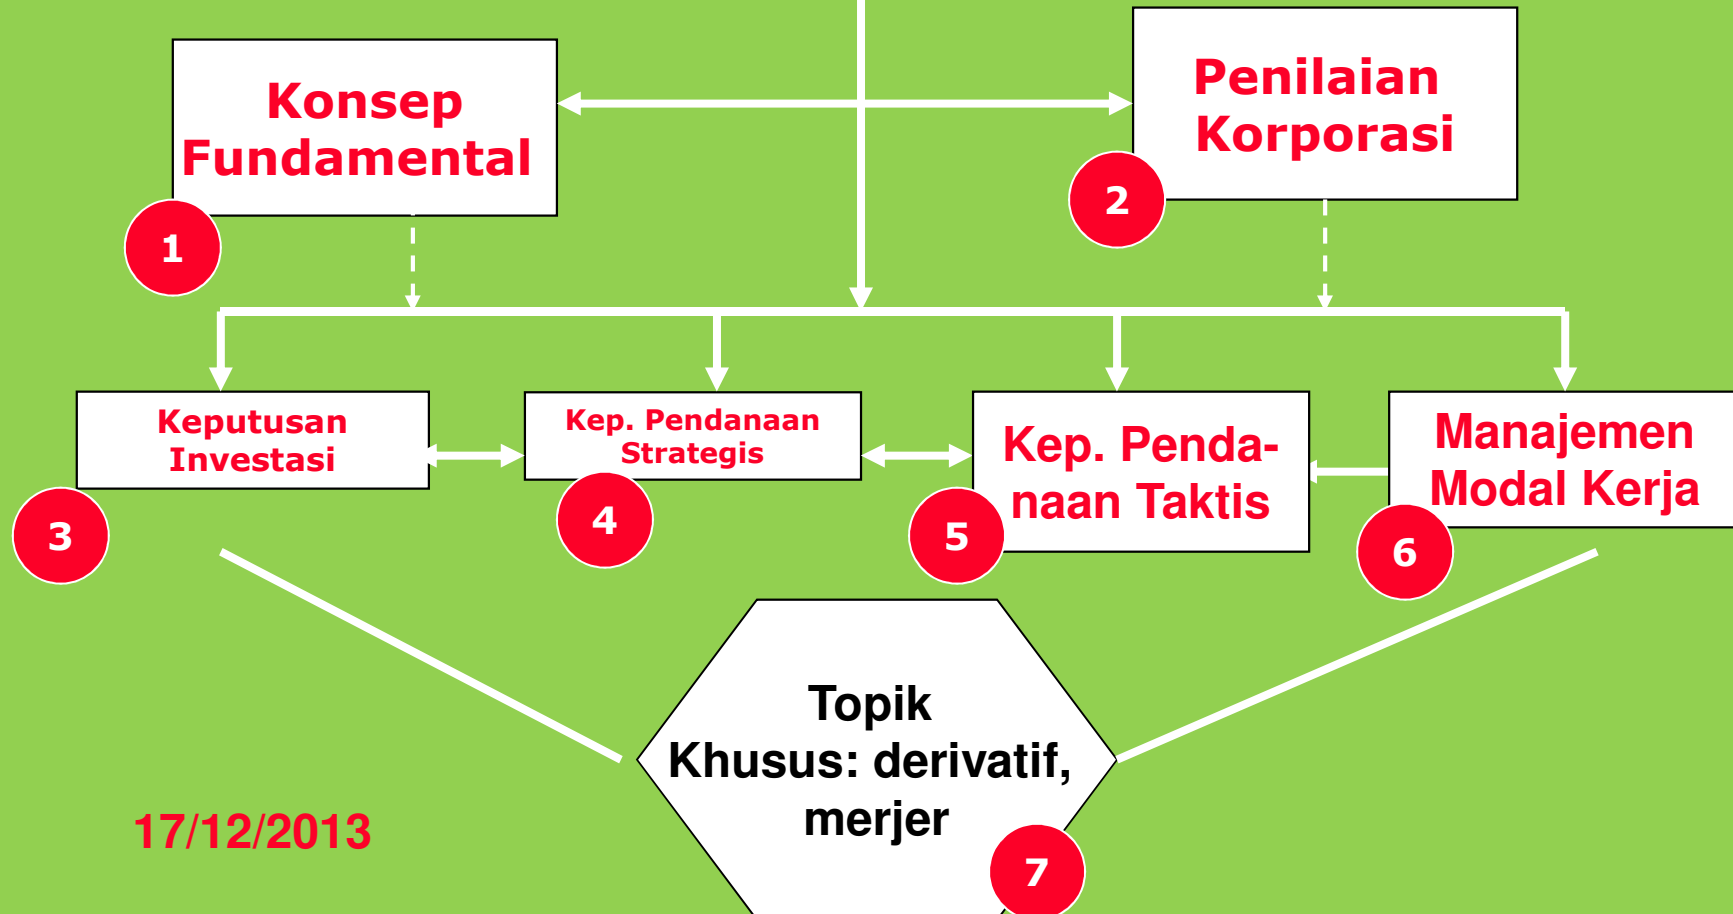 Konsep
Fundamental
1
Penilaian
Korporasi
2
Keputusan
Investasi
3
Kep. Pendanaan
Strategis
4
Kep. Penda-
naan Taktis
5
Manajemen
Modal Kerja
6
Topik
Khusus: derivatif,
merjer
7
17/12/2013